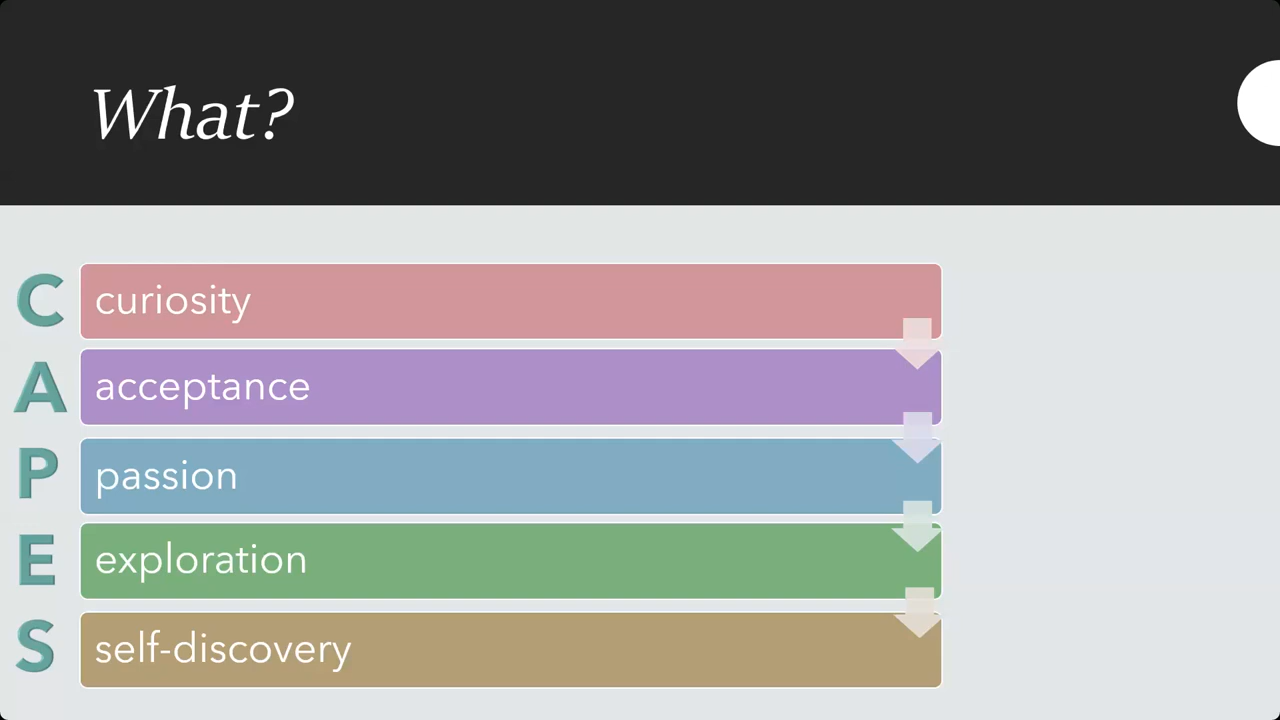 What?
C curiosity
A acceptance
P passion
E exploration
S self-discovery